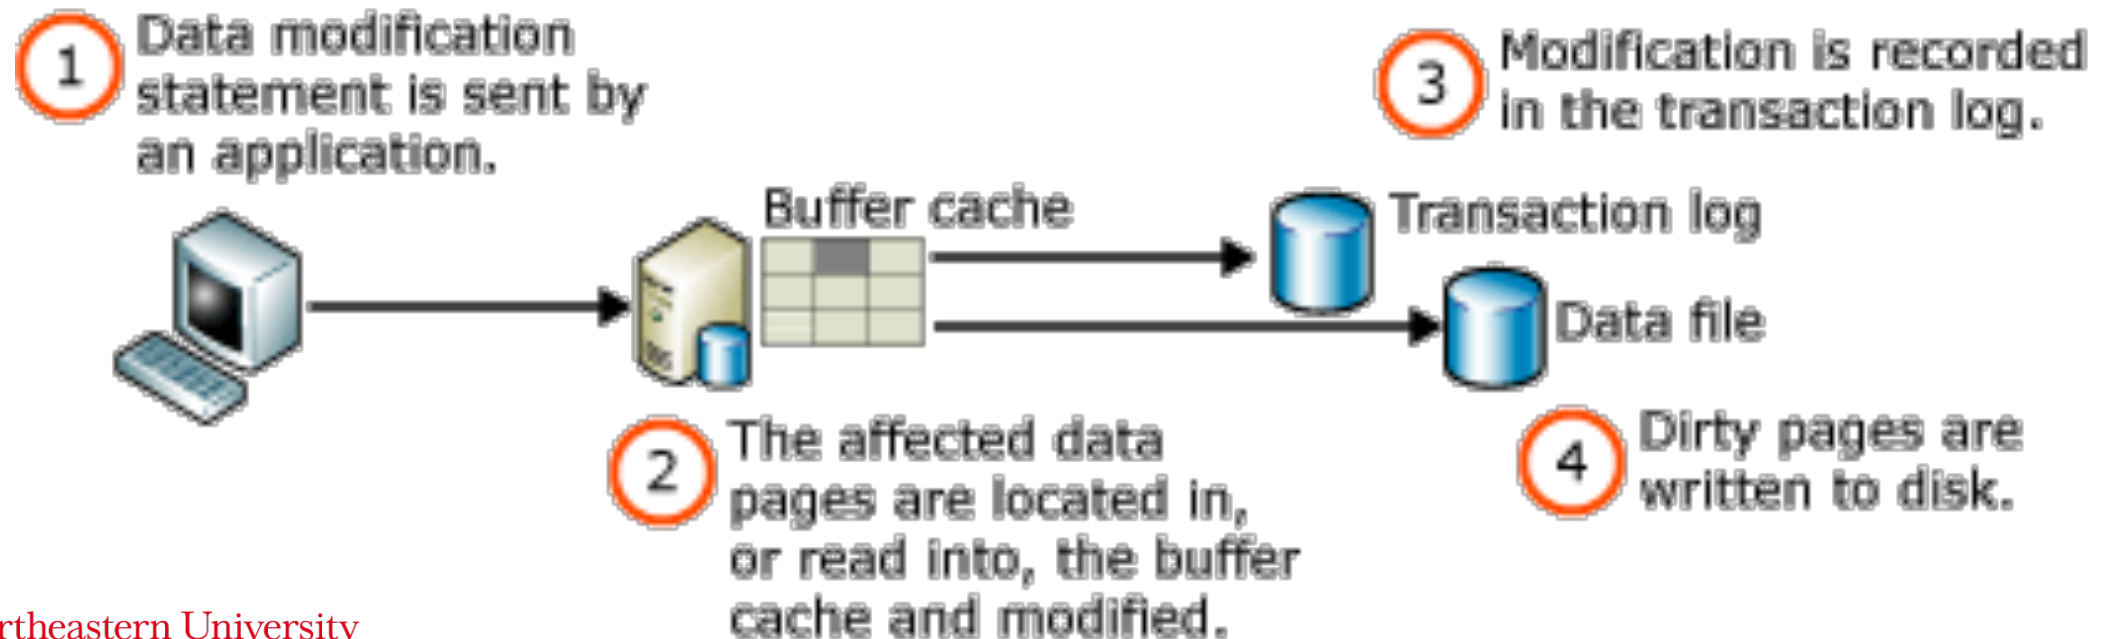 1
Data modification
statement is sent by
an application.
3
Modification is recorded
in the transaction log.
Buffer cache
Transaction log
Data file
2
The affected data
pages are located in,
or read into, the buffer
cache and modified.
4
Dirty pages are
written to disk.
rtheastern University